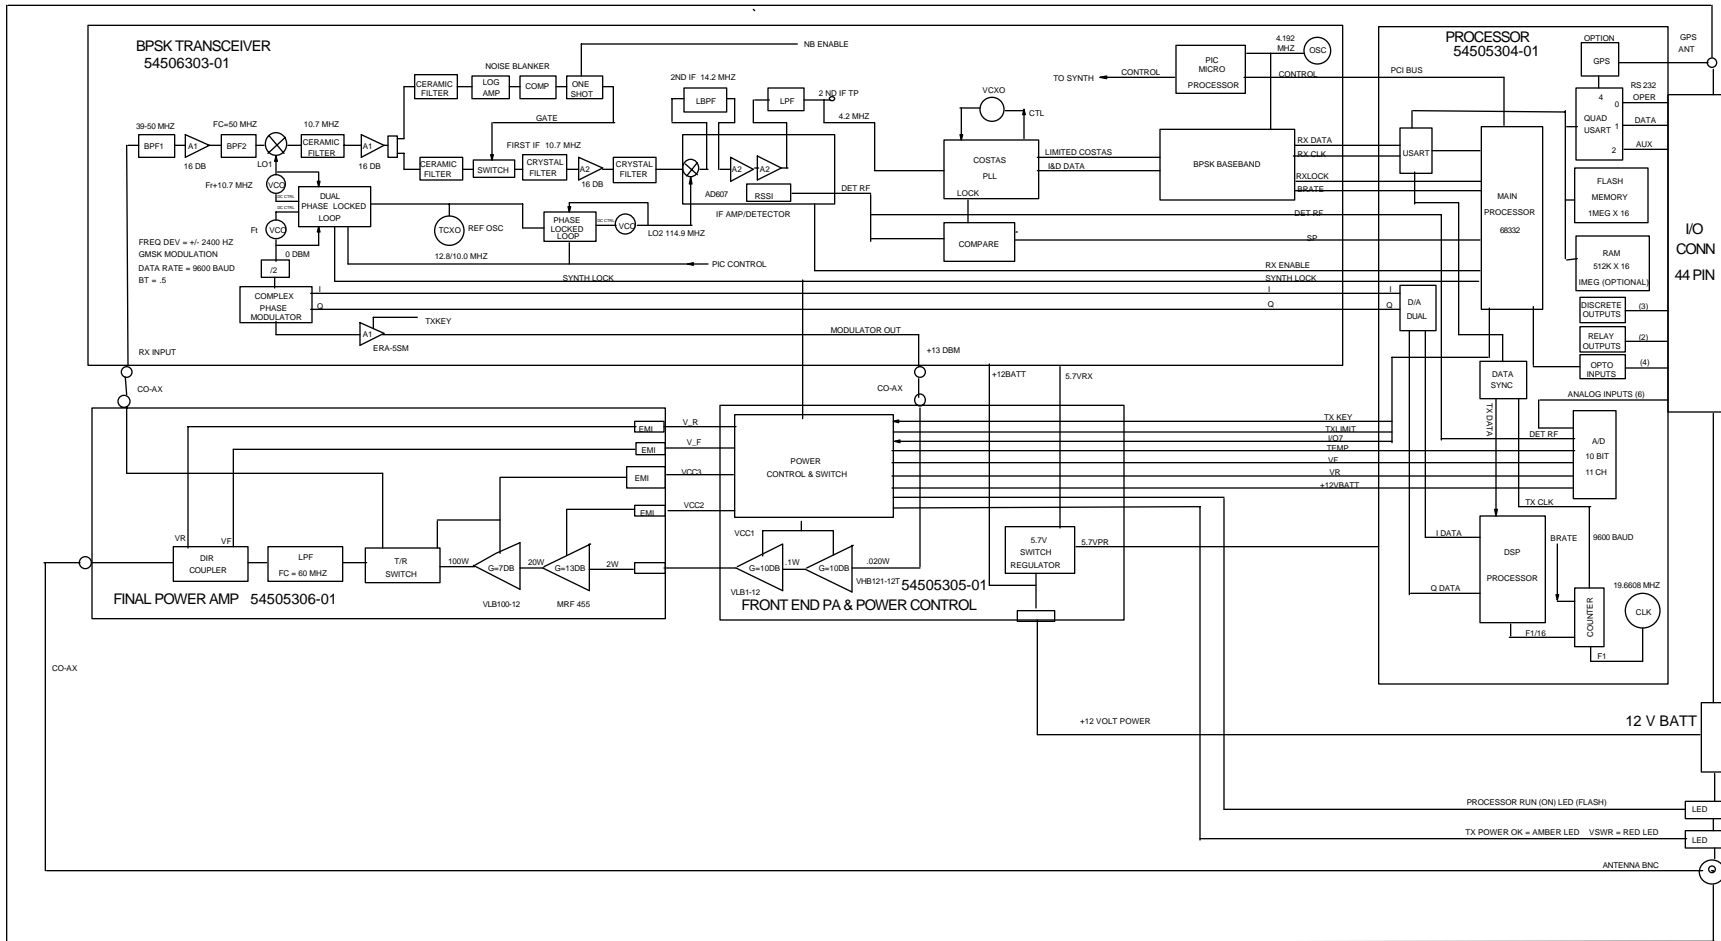 BPSK TRANSCEIVER
54506303-01
NOISE BLANKER
NB ENABLE
CERAMIC
FILTER
LOG
AMP
COMP
ONE
SHOT
GATE
39-50 MHZ
BPF1
A1
16 DB
FC=50 MHZ
BPF2
LO1
10.7 MHZ
CERAMIC
FILTER
A1
16 DB
CERAMIC
FILTER
SWITCH
FIRST IF 10.7 MHZ
CRYSTAL
FILTER
A2
16 DB
CRYSTAL
FILTER
2ND IF 14.2 MHZ
LBPF
LPF
2 ND IF TP
4.2 MHZ
A2
A2
AD607
RSSI
DET RF
IF AMP/DETECTOR
Fr+10.7 MHZ
VCO
DC CTRL
DC CTRL
Ft
VCO
DUAL
PHASE LOCKED
LOOP
TCXO
REF OSC
12.8/10.0 MHZ
PHASE
LOCKED
LOOP
DC CTRL
VCO
LO2 114.9 MHZ
PIC CONTROL
SYNTH LOCK
FREQ DEV = +/- 2400 HZ
GMSK MODULATION
DATA RATE = 9600 BAUD
BT = .5
0 DBM
/2
COMPLEX
PHASE
MODULATOR
I
Q
A1
TXKEY
ERA-5SM
MODULATOR OUT
+13 DBM
RX INPUT
CO-AX
CO-AX
TO SYNTH
CONTROL
PIC
MICRO
PROCESSOR
4.192
MHZ
OSC
CONTROL
VCXO
CTL
COSTAS
PLL
LOCK
LIMITED COSTAS
I&D DATA
COMPARE
BPSK BASEBAND
RX DATA
RX CLK
RXLOCK
BRATE
DET RF
SP
RX ENABLE
SYNTH LOCK
I
Q
+12BATT
5.7VRX
PROCESSOR
54505304-01
PCI BUS
OPTION
GPS
GPS
ANT
RS 232
4
QUAD
USART
0
1
2
OPER
DATA
AUX
USART
MAIN
PROCESSOR
68332
FLASH
MEMORY
1MEG X 16
RAM
512K X 16
IMEG (OPTIONAL)
DISCRETE
OUTPUTS
(3)
RELAY
OUTPUTS
(2)
OPTO
INPUTS
(4)
I/O
CONN
44 PIN
I
Q
D/A
DUAL
DATA
SYNC
TX DATA
ANALOG INPUTS (6)
DET RF
A/D
10 BIT
11 CH
TX CLK
I DATA
Q DATA
DSP
PROCESSOR
BRATE
9600 BAUD
COUNTER
19.6608 MHZ
CLK
F1/16
F1
EMI
V_R
EMI
V_F
EMI
VCC3
EMI
VCC2
VR
VF
DIR
COUPLER
LPF
FC = 60 MHZ
T/R
SWITCH
100W
G=7DB
VLB100-12
20W
G=13DB
MRF 455
2W
FINAL POWER AMP 54505306-01
POWER
CONTROL & SWITCH
TX KEY
TXLIMIT
I/O7
TEMP
VF
VR
+12VBATT
VCC1
G=10DB
VLB1-12
.1W
G=10DB
.020W
VHB121-12T
54505305-01
FRONT END PA & POWER CONTROL
5.7V
SWITCH
REGULATOR
5.7VPR
CO-AX
+12 VOLT POWER
12 V BATT
PROCESSOR RUN (ON) LED (FLASH)
LED
TX POWER OK = AMBER LED VSWR = RED LED
LED
ANTENNA BNC